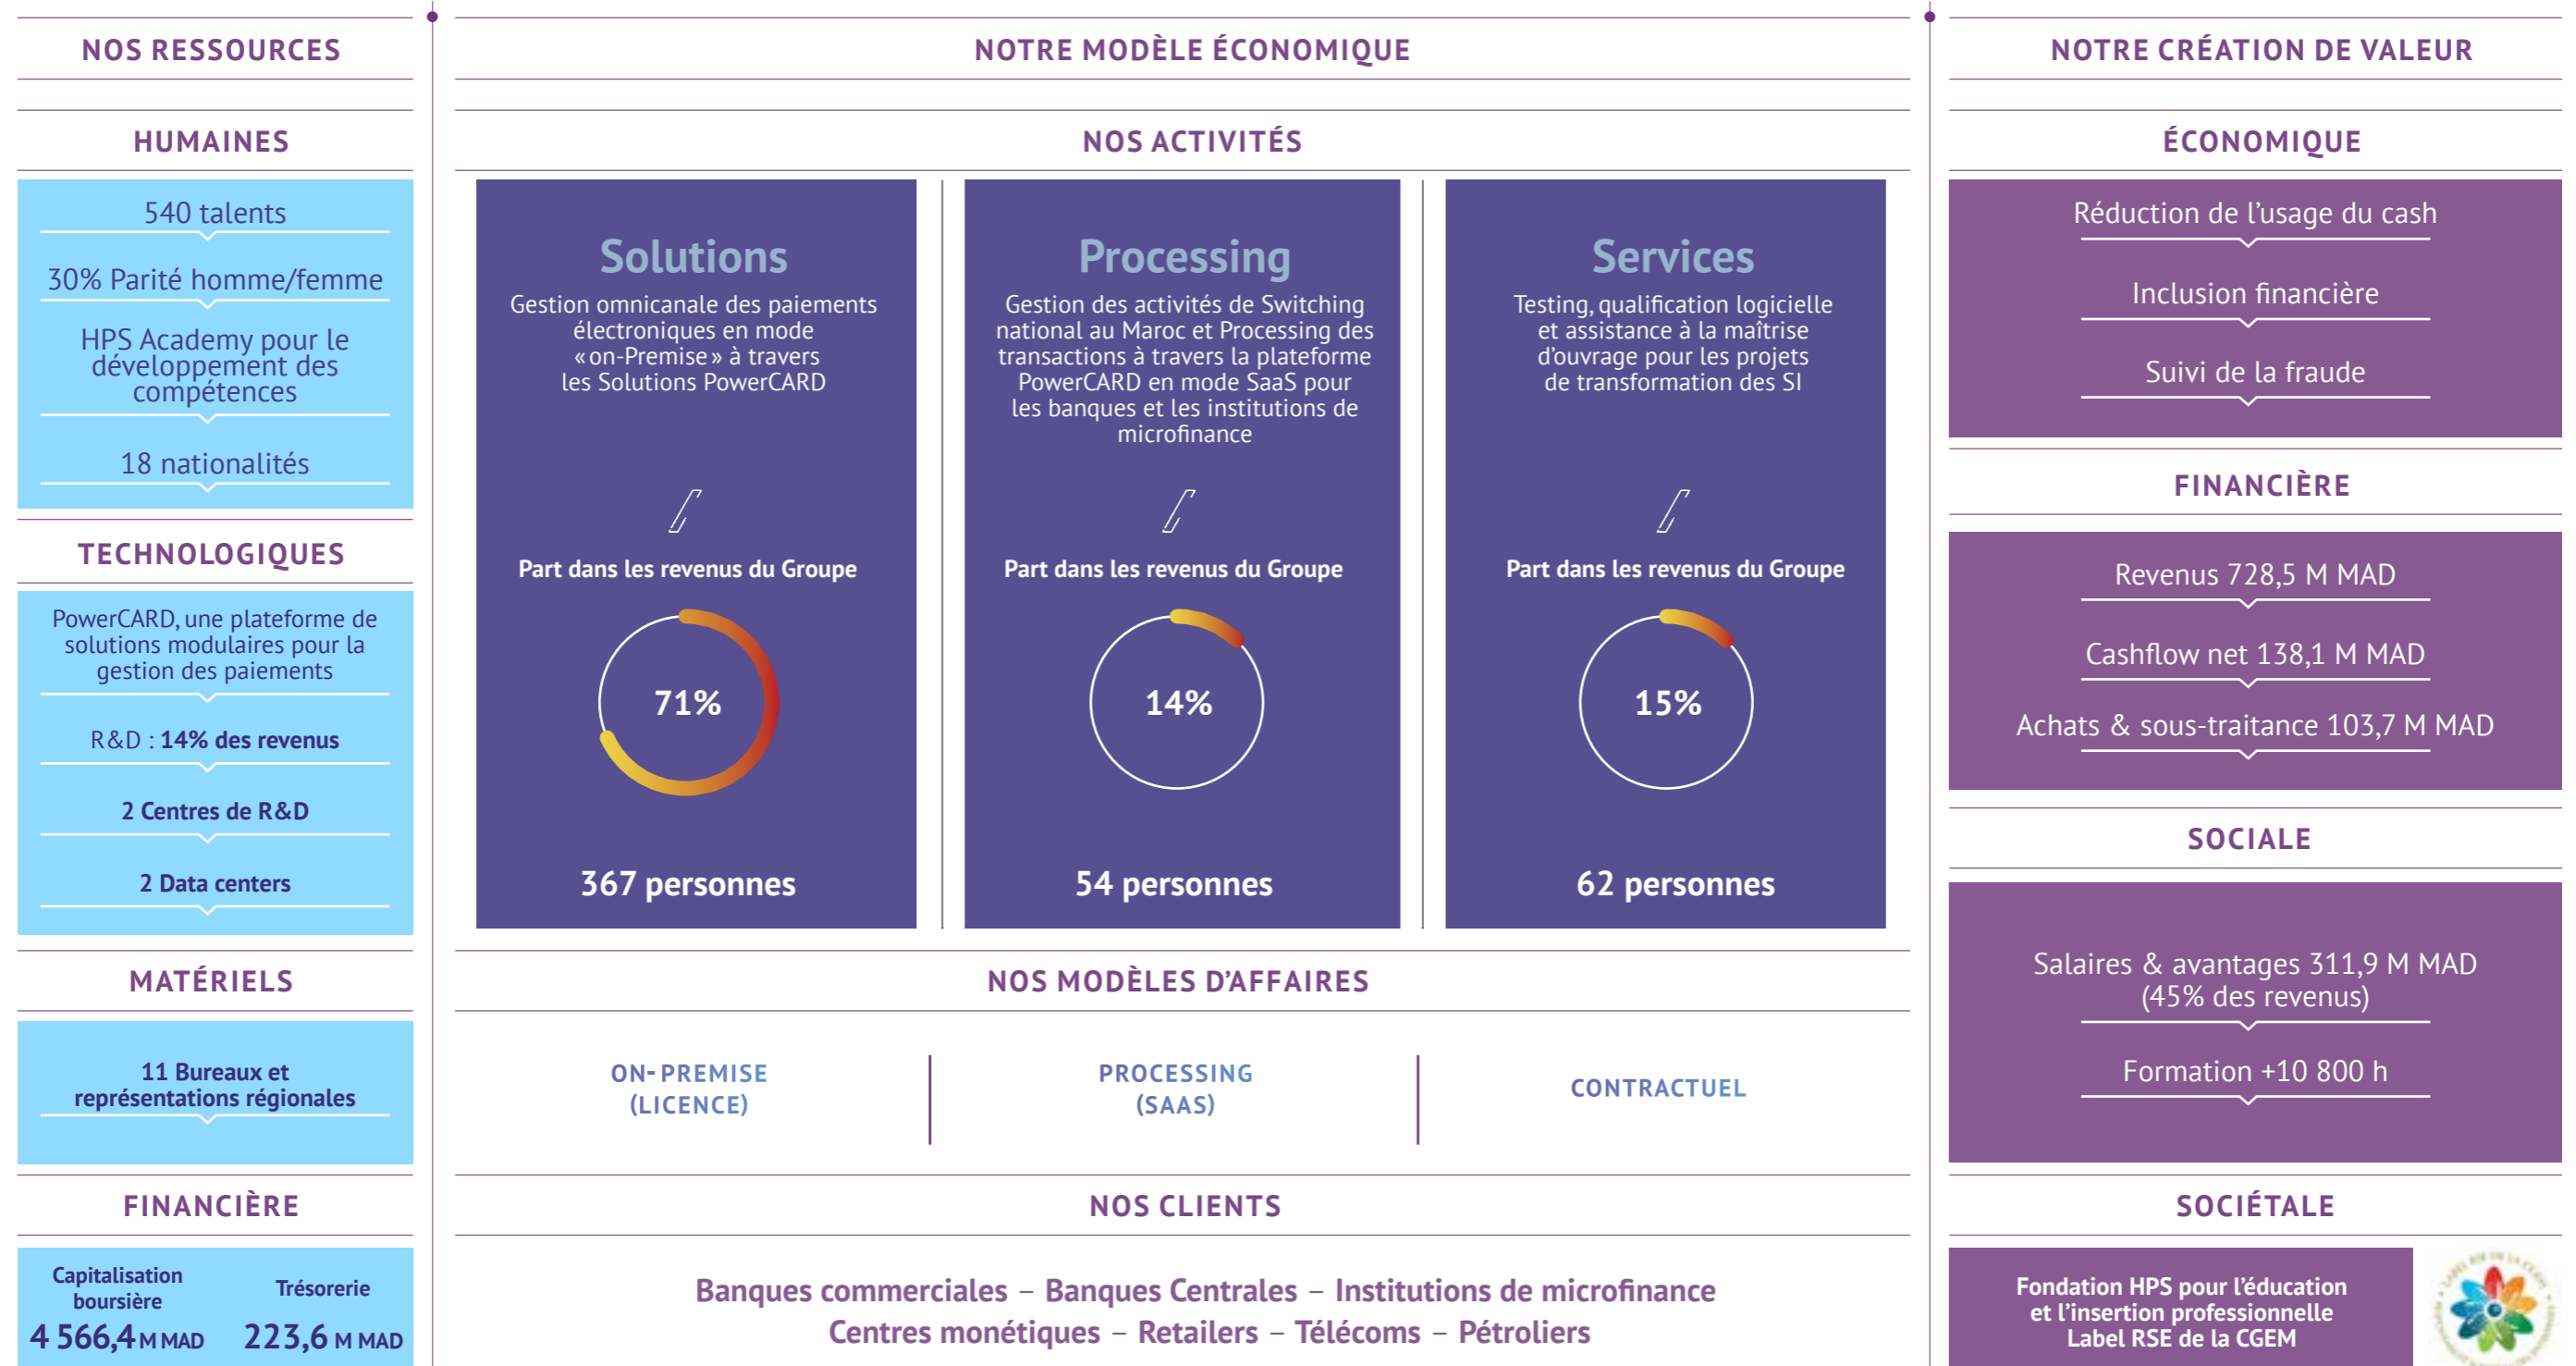 NOS RESSOURCES
HUMAINES
540 talents
30% Parité homme/femme
HPS Academy pour le
développement des
compétences
18 nationalités
TECHNOLOGIQUES
PowerCARD, une plateforme de
solutions modulaires pour la
gestion des paiements
R&D : 14% des revenus
2 Centres de R&D
2 Data centers
MATÉRIELS
11 Bureaux et
représentations régionales
FINANCIÈRE
Capitalisation
boursière
4 566,4 M MAD
Trésorerie
223,6 M MAD
NOTRE MODÈLE ÉCONOMIQUE
NOS ACTIVITÉS
Solutions
Gestion omnicanale des paiements
électroniques en mode
«on-Premise» à travers
les Solutions PowerCARD
Part dans les revenus du Groupe
71%
367 personnes
Processing
Gestion des activités de Switching
national au Maroc et Processing des
transactions à travers la plateforme
PowerCARD en mode SaaS pour
les banques et les institutions de
microfinance
Part dans les revenus du Groupe
14%
54 personnes
Services
Testing, qualification logicielle
et assistance à la maîtrise
d'ouvrage pour les projets
de transformation des SI
Part dans les revenus du Groupe
15%
62 personnes
NOS MODÈLES D'AFFAIRES
ON-PREMISE
(LICENCE)
PROCESSING
(SAAS)
CONTRACTUEL
NOS CLIENTS
Banques commerciales – Banques Centrales – Institutions de microfinance
Centres monétiques – Retailers – Télécoms – Pétroliers
NOTRE CRÉATION DE VALEUR
ÉCONOMIQUE
Réduction de l'usage du cash
Inclusion financière
Suivi de la fraude
FINANCIÈRE
Revenus 728,5 M MAD
Cashflow net 138,1 M MAD
Achats & sous-traitance 103,7 M MAD
SOCIALE
Salaires & avantages 311,9 M MAD
(45% des revenus)
Formation +10 800 h
SOCIÉTALE
Fondation HPS pour l'éducation
et l'insertion professionnelle
Label RSE de la CGEM
LABEL RSE DE LA CGEM